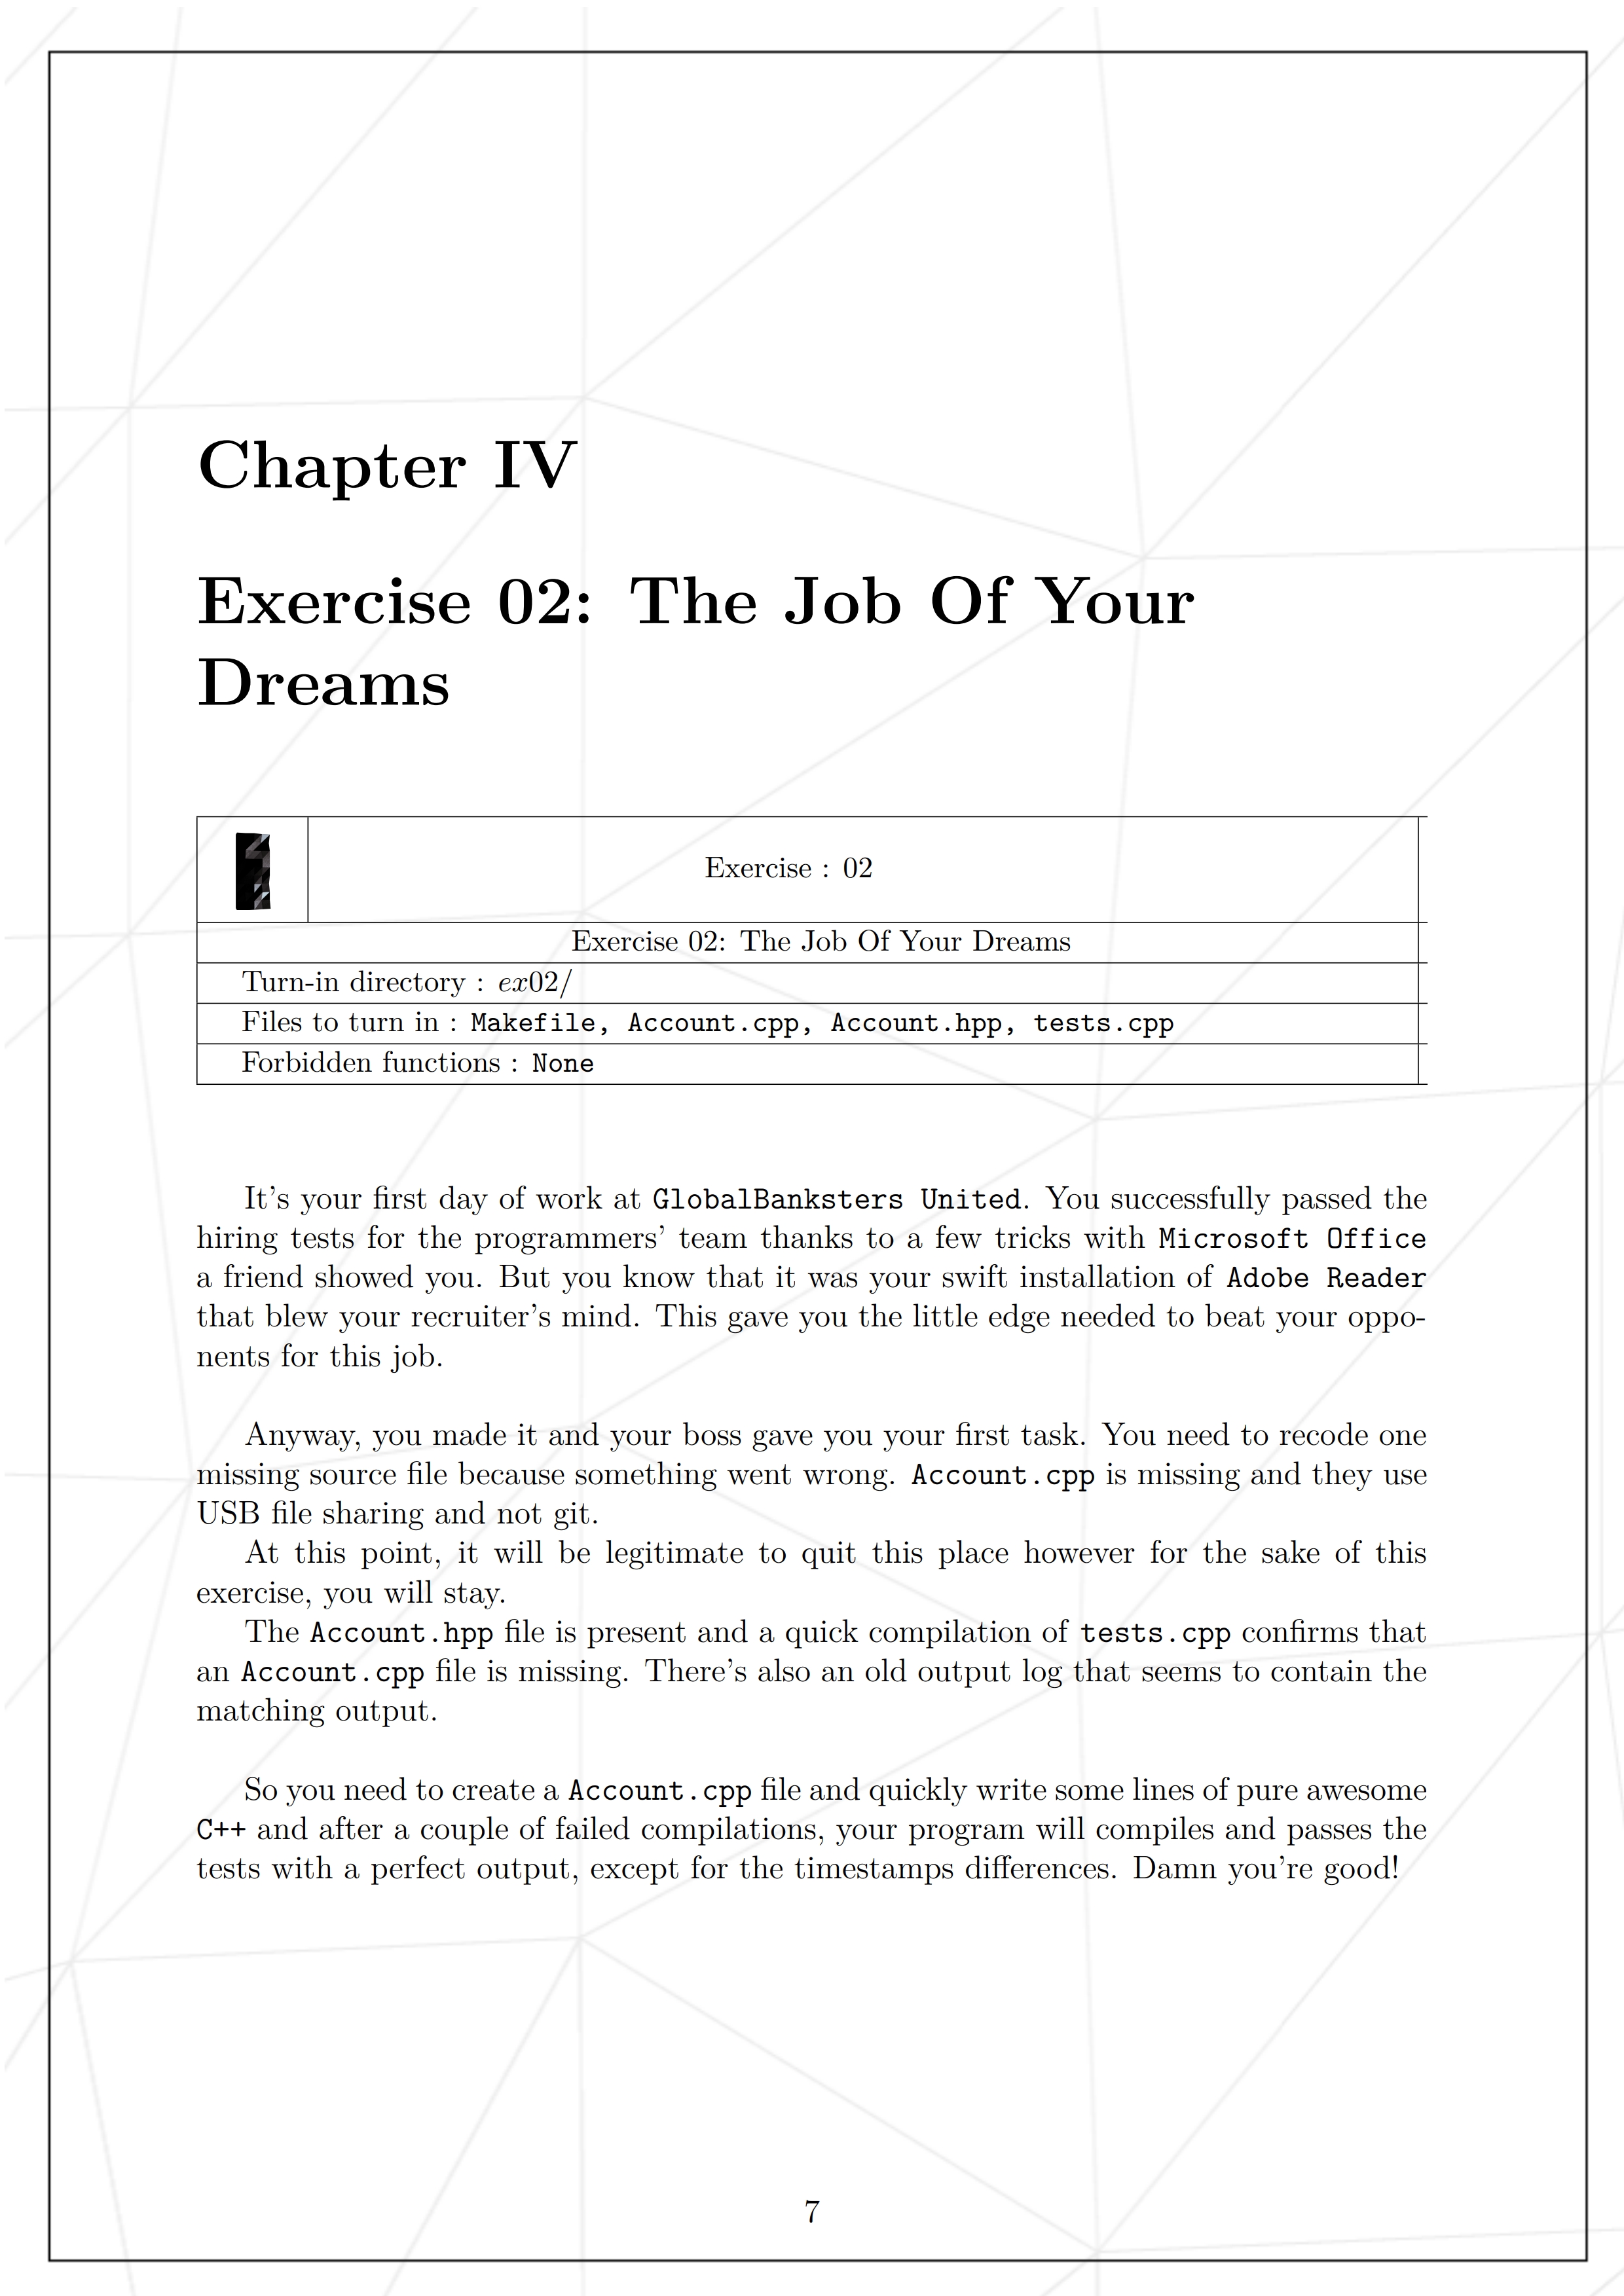 Chapter IV
Exercise 02: The Job Of Your
Dreams
Exercise : 02
Exercise 02: The Job Of Your Dreams
Turn-in directory : ex02/
Files to turn in : Makefile, Account.cpp, Account.hpp, tests.cpp
Forbidden functions : None
It's your first day of work at GlobalBanksters United. You successfully passed the
hiring tests for the programmers' team thanks to a few tricks with Microsoft Office
a friend showed you. But you know that it was your swift installation of Adobe Reader
that blew your recruiter's mind. This gave you the little edge needed to beat your oppo-
nents for this job.
Anyway, you made it and your boss gave you your first task. You need to recode one
missing source file because something went wrong. Account.cpp is missing and they use
USB file sharing and not git.
At this point, it will be legitimate to quit this place however for the sake of this
exercise, you will stay.
The Account.hpp file is present and a quick compilation of tests.cpp confirms that
an Account.cpp file is missing. There's also an old output log that seems to contain the
matching output.
So you need to create a Account.cpp file and quickly write some lines of pure awesome
C++ and after a couple of failed compilations, your program will compiles and passes the
tests with a perfect output, except for the timestamps differences. Damn you're good!
7